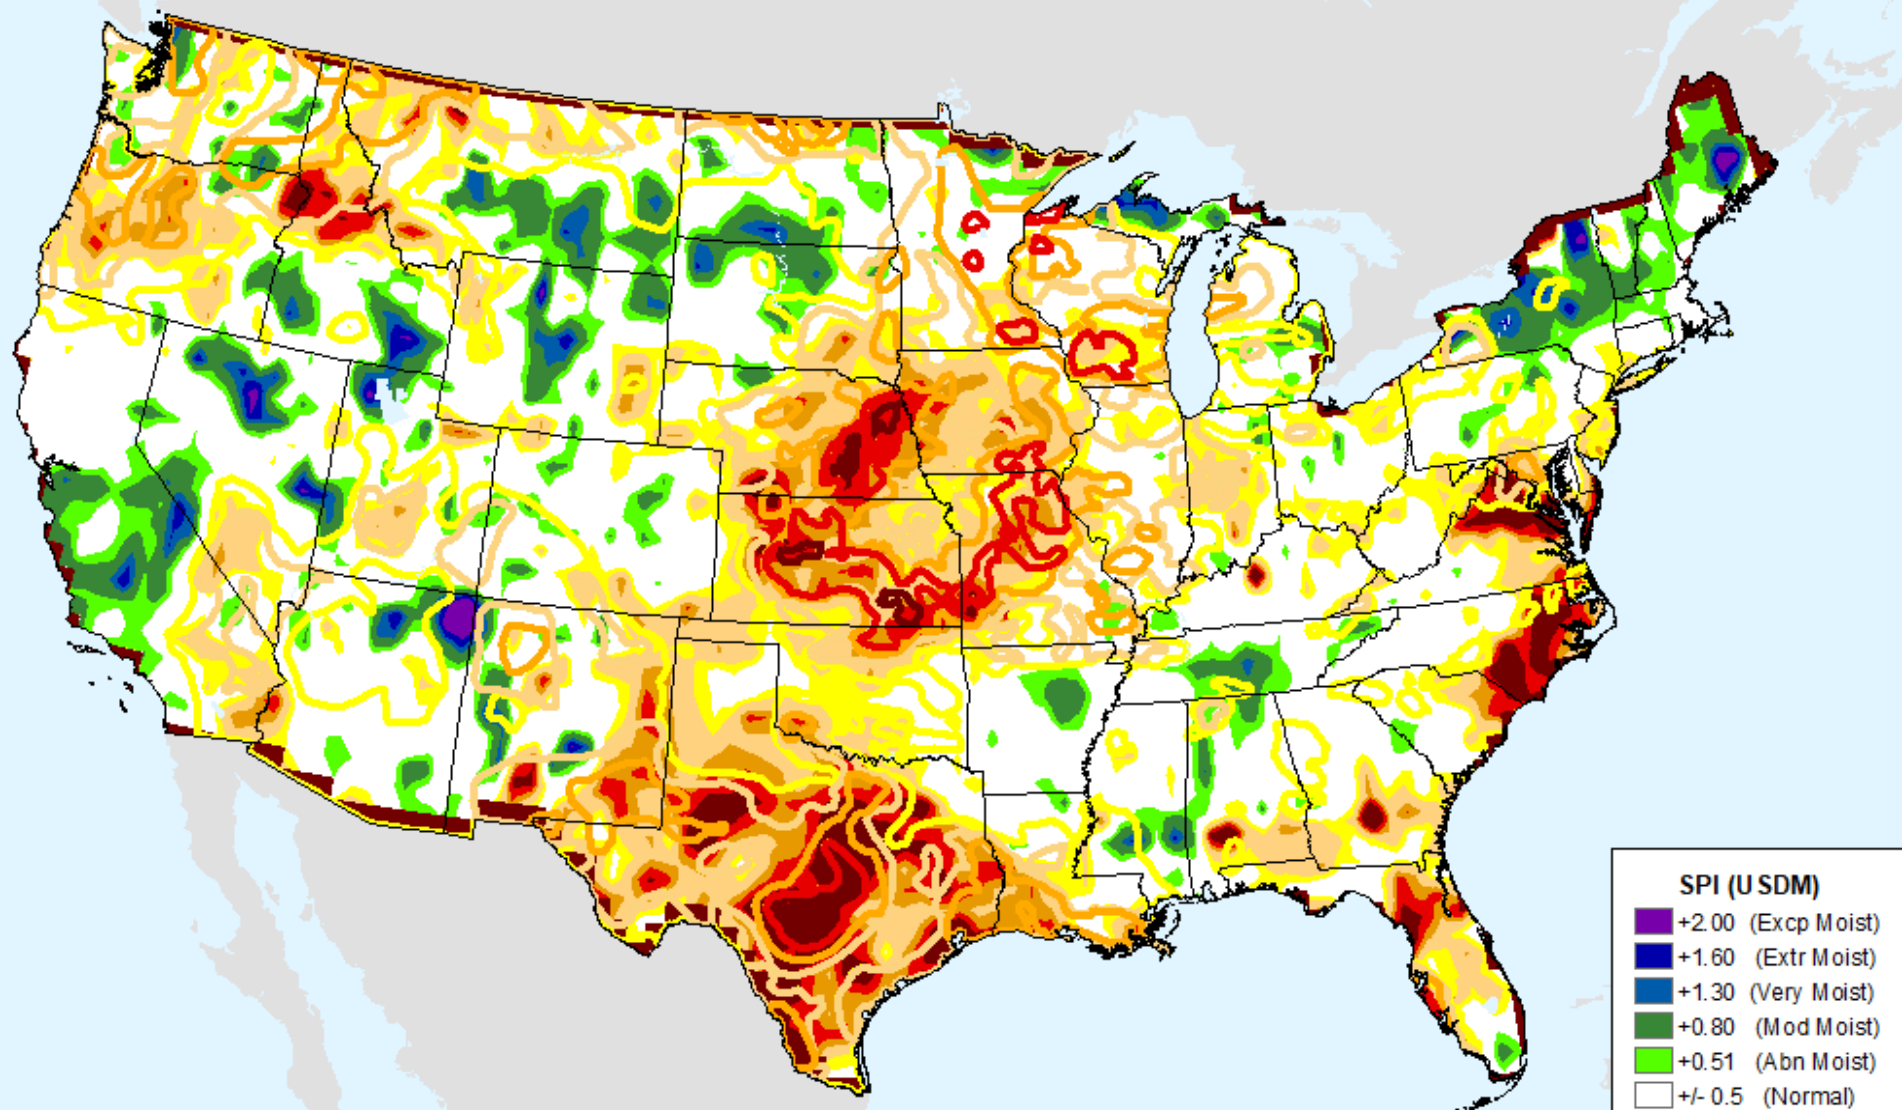 SPI (USDM)
+2.00 (Excp Moist)
+1.60 (Extr Moist)
+1.30 (Very Moist)
+0.80 (Mod Moist)
+0.51 (Abn Moist)
+/- 0.5 (Normal)